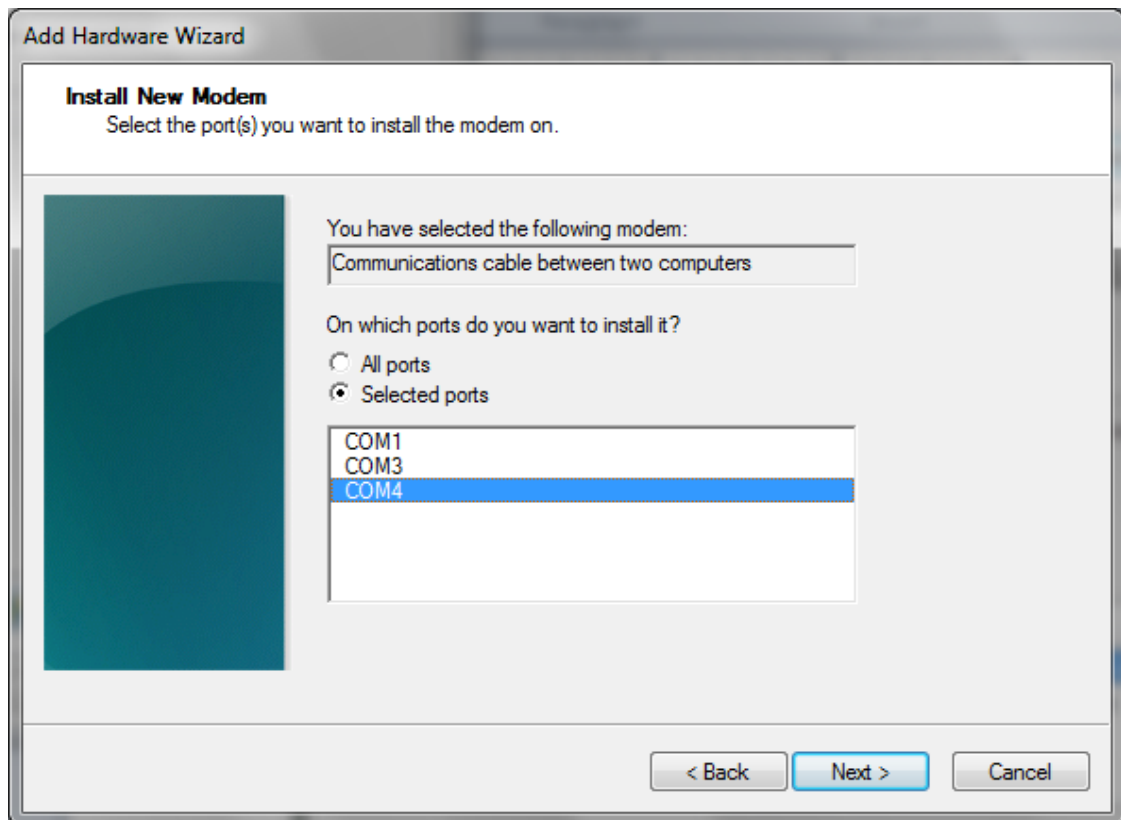 Add Hardware Wizard
Install New Modem
Select the port(s) you want to install the modem on.
You have selected the following modem:
Communications cable between two computers
On which ports do you want to install it?
All ports
Selected ports
COM1
COM3
COM4
< Back Next > Cancel